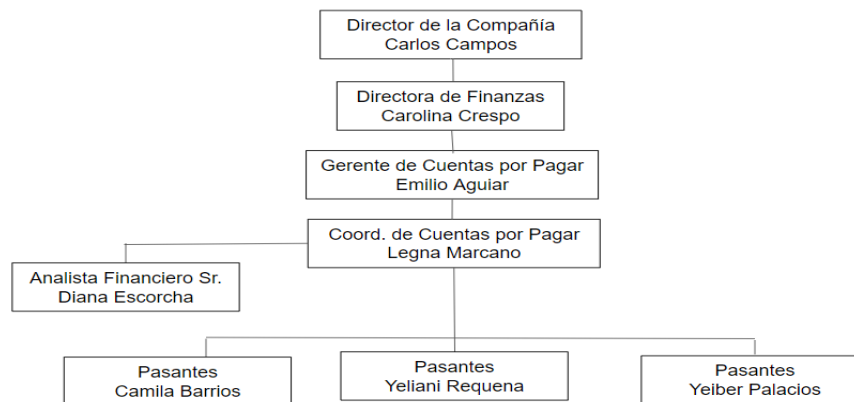 Director de la Compañía
Carlos Campos
Directora de Finanzas
Carolina Crespo
Gerente de Cuentas por Pagar
Emilio Aguiar
Coord. de Cuentas por Pagar
Legna Marcano
Analista Financiero Sr.
Diana Escorcha
Pasantes
Camila Barrios
Pasantes
Yeliani Requena
Pasantes
Yeiber Palacios